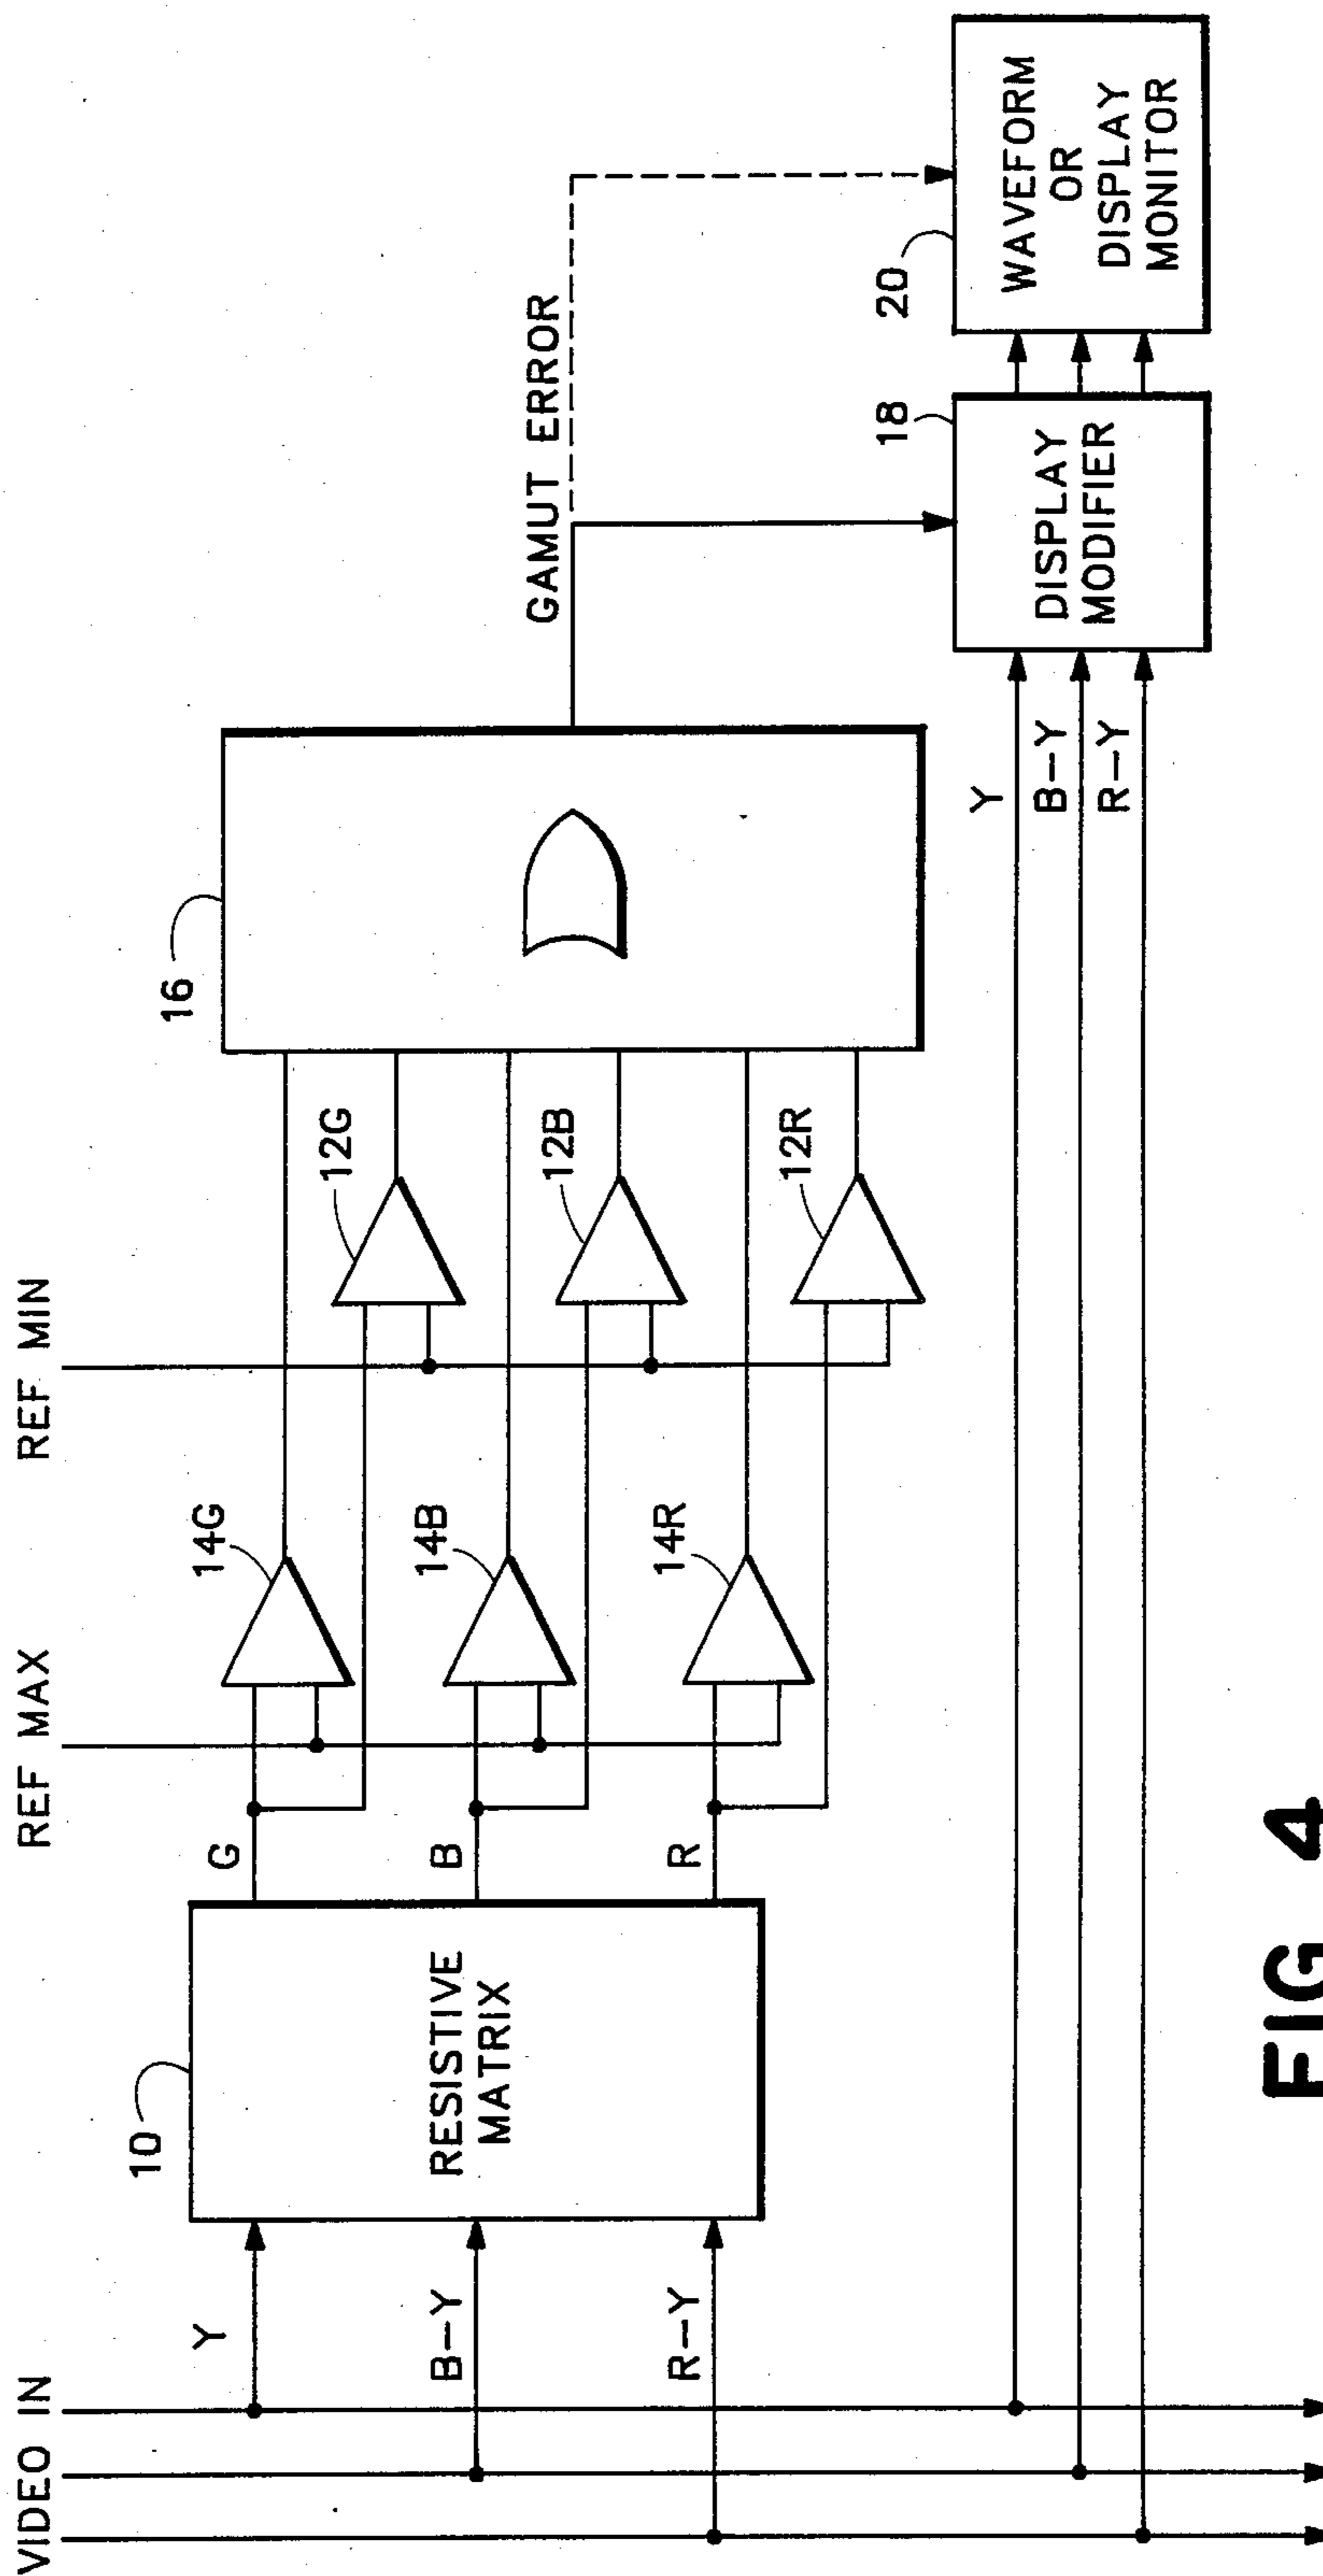 VIDEO IN
REF MAX
REF MIN
Y
B-Y
R-Y
10
RESISTIVE
MATRIX
G
B
R
14G
14B
14R
12G
12B
12R
16
GAMUT ERROR
Y
B-Y
R-Y
18
DISPLAY
MODIFIER
20
WAVEFORM
OR
DISPLAY
MONITOR
FIG 4